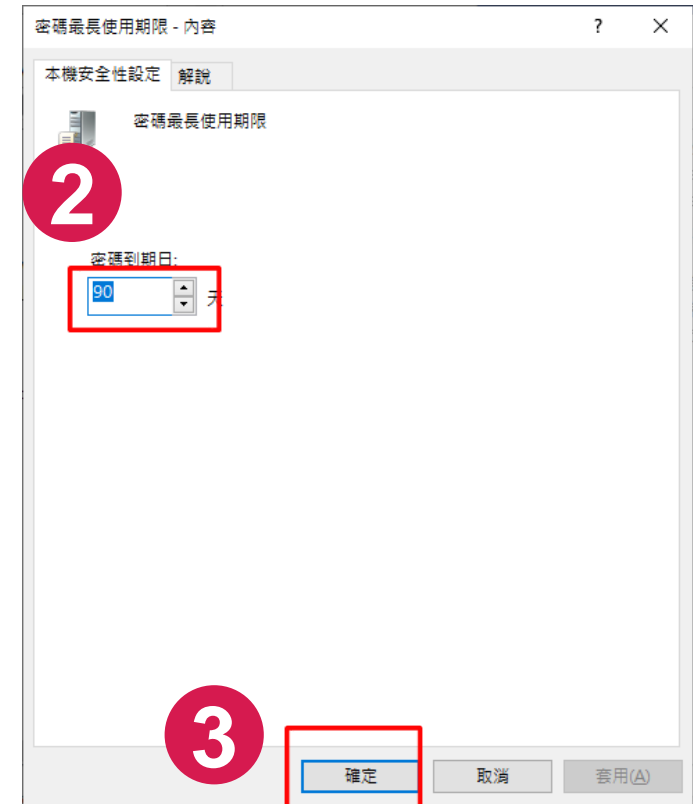 密碼最長使用期限 - 內容 ? ×
本機安全性設定 解說
密碼最長使用期限
2
密碼到期日:
90 天
3
確定 取消 套用(A)